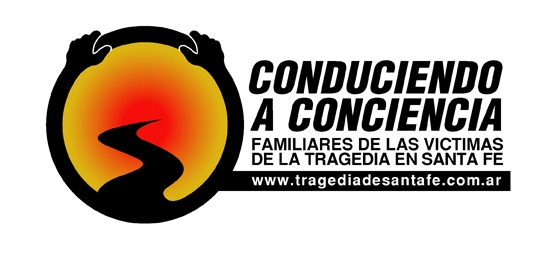 CONDUCIENDO
A CONCIENCIA
FAMILIARES DE LAS VICTIMAS
DE LA TRAGEDIA EN SANTA FE
www.tragediadesantafe.com.ar